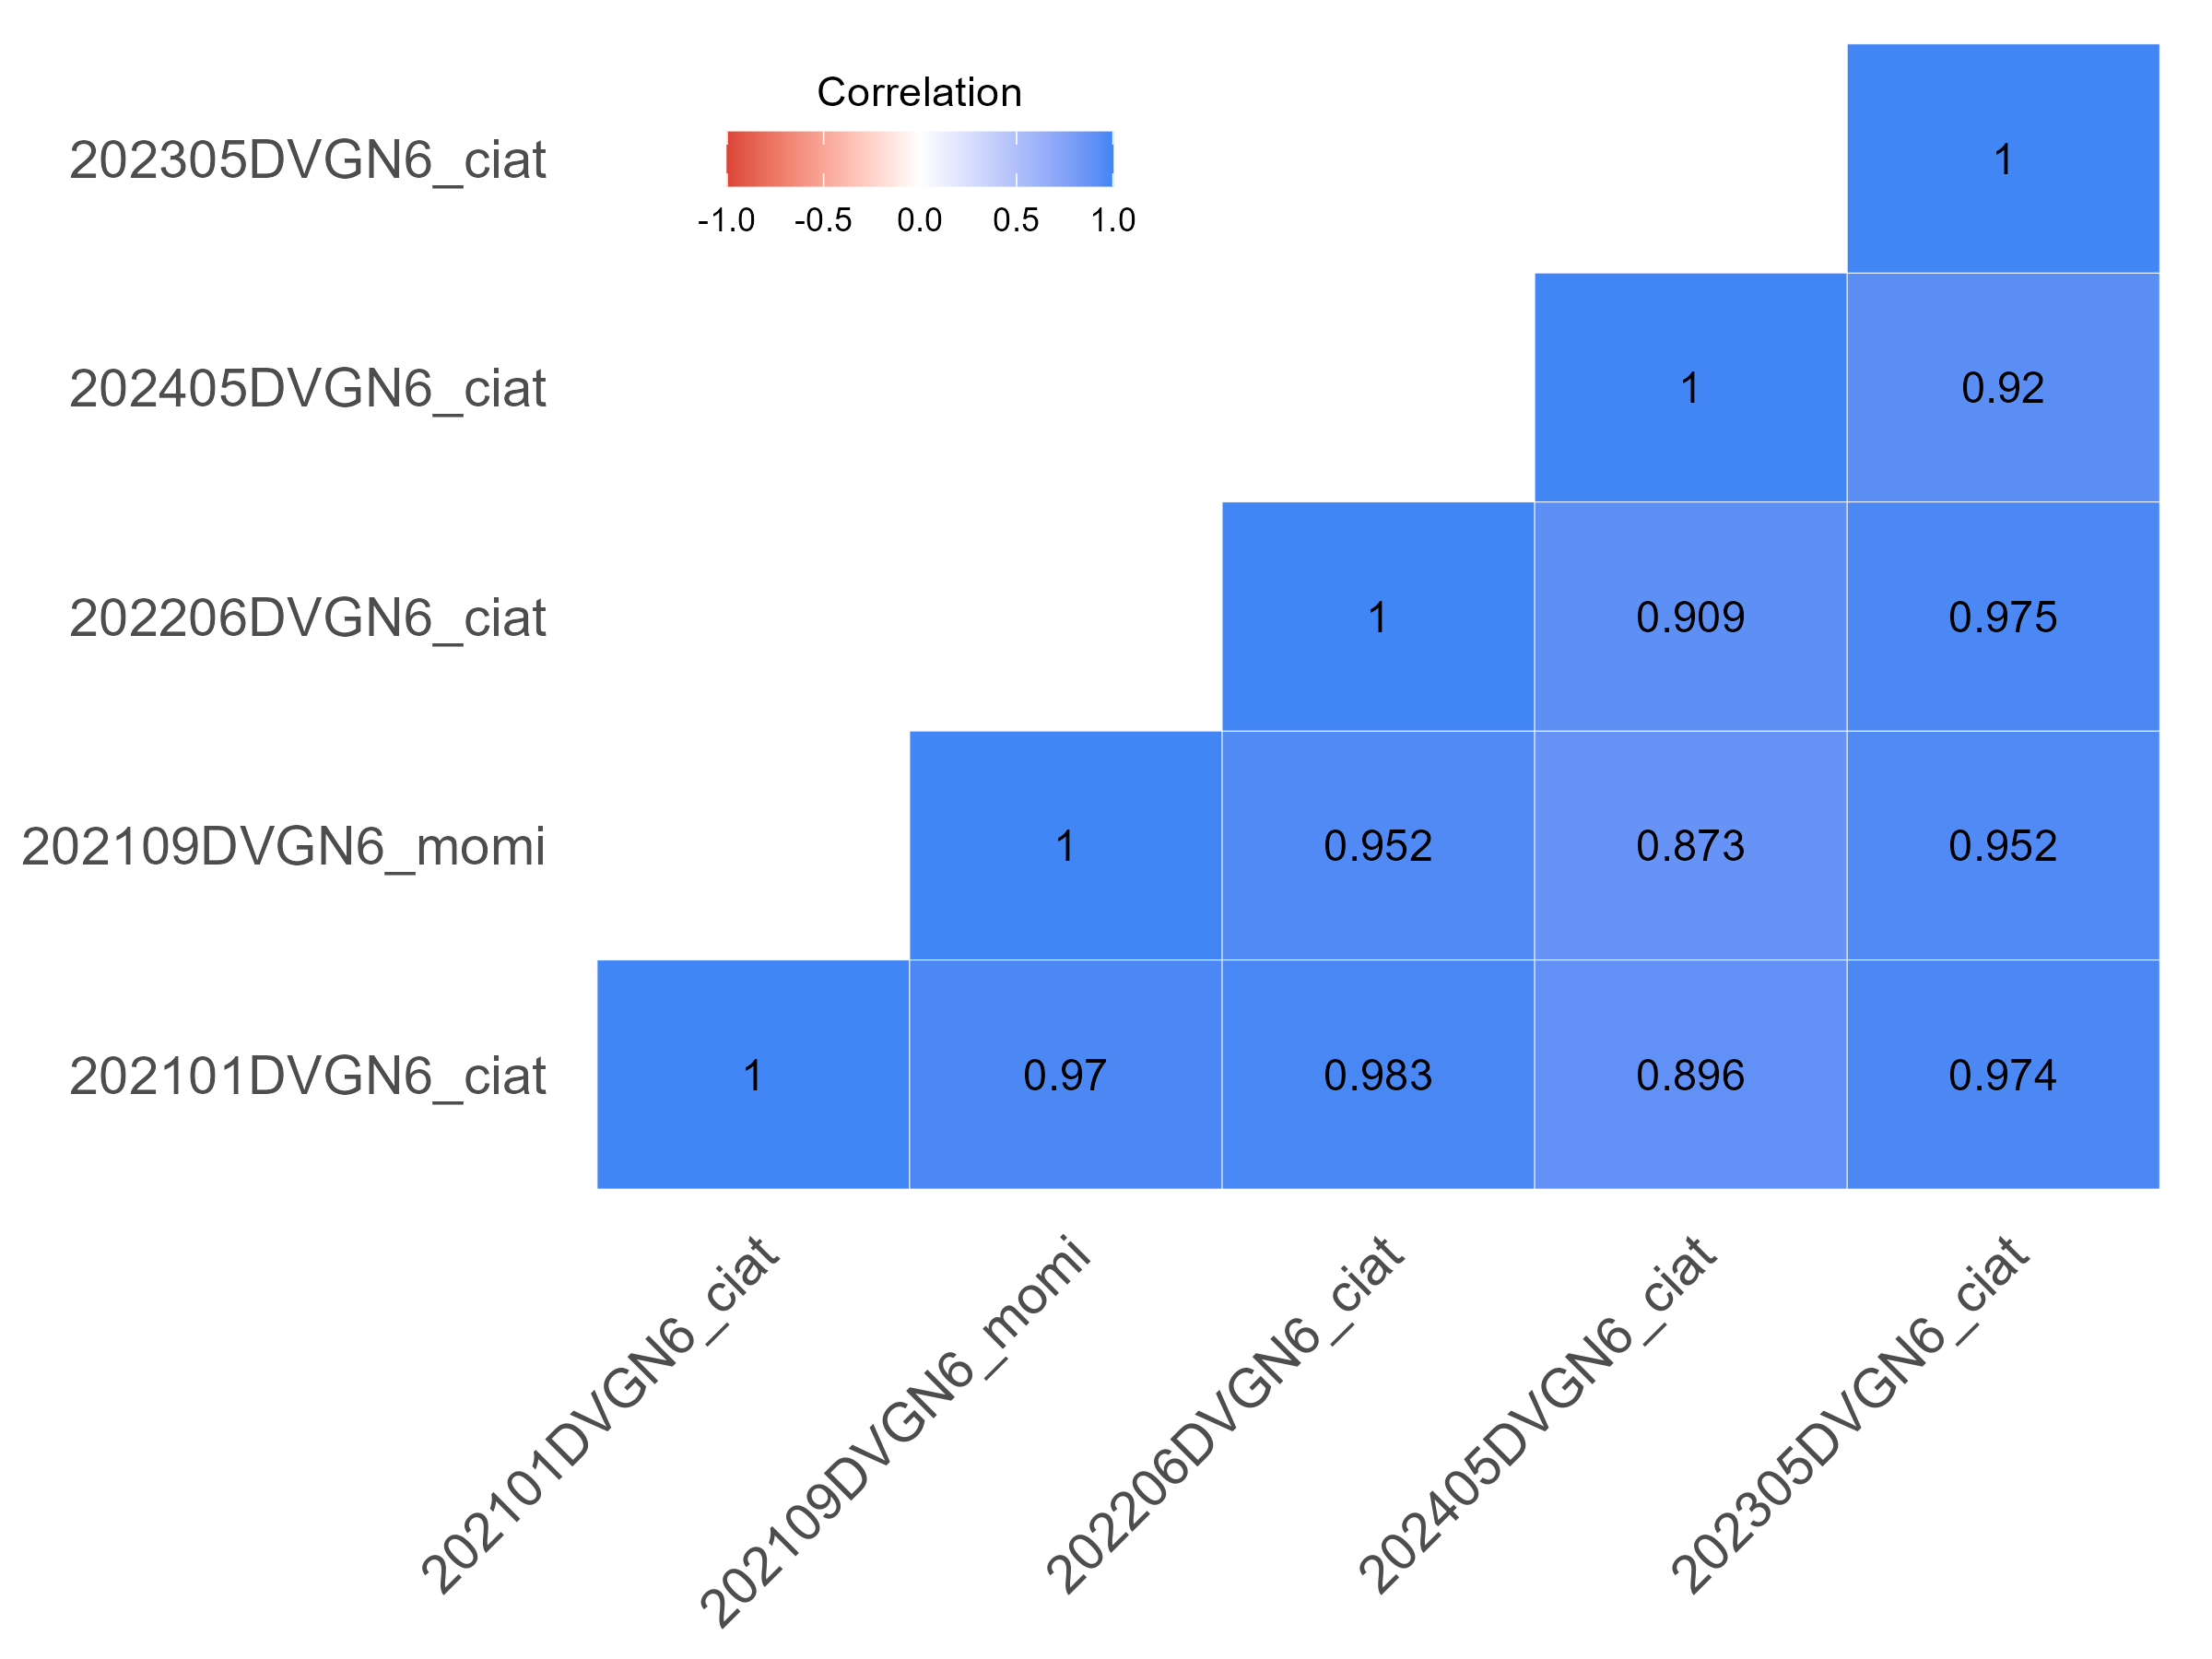 Correlation
-1.0 -0.5 0.0 0.5 1.0
202305DVGN6_ciat 1
202405DVGN6_ciat 1 0.92
202206DVGN6_ciat 1 0.909 0.975
202109DVGN6_momi 1 0.952 0.873 0.952
202101DVGN6_ciat 1 0.97 0.983 0.896 0.974
202101DVGN6_ciat
202109DVGN6_momi
202206DVGN6_ciat
202405DVGN6_ciat
202305DVGN6_ciat